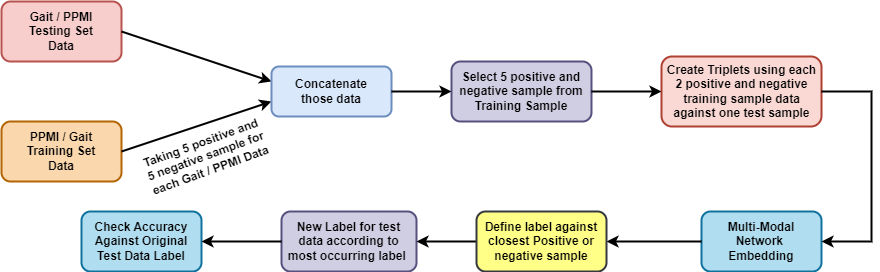 Gait / PPMI
Testing Set
Data
PPMI / Gait
Training Set
Data
Taking 5 positive and
5 negative sample for
each Gait / PPMI Data
Concatenate
those data
Select 5 positive and
negative sample from
Training Sample
Create Triplets using each
2 positive and negative
training sample data
against one test sample
Multi-Modal
Network
Embedding
Define label against
closest Positive or
negative sample
New Label for test
data according to
most occurring label
Check Accuracy
Against Original
Test Data Label